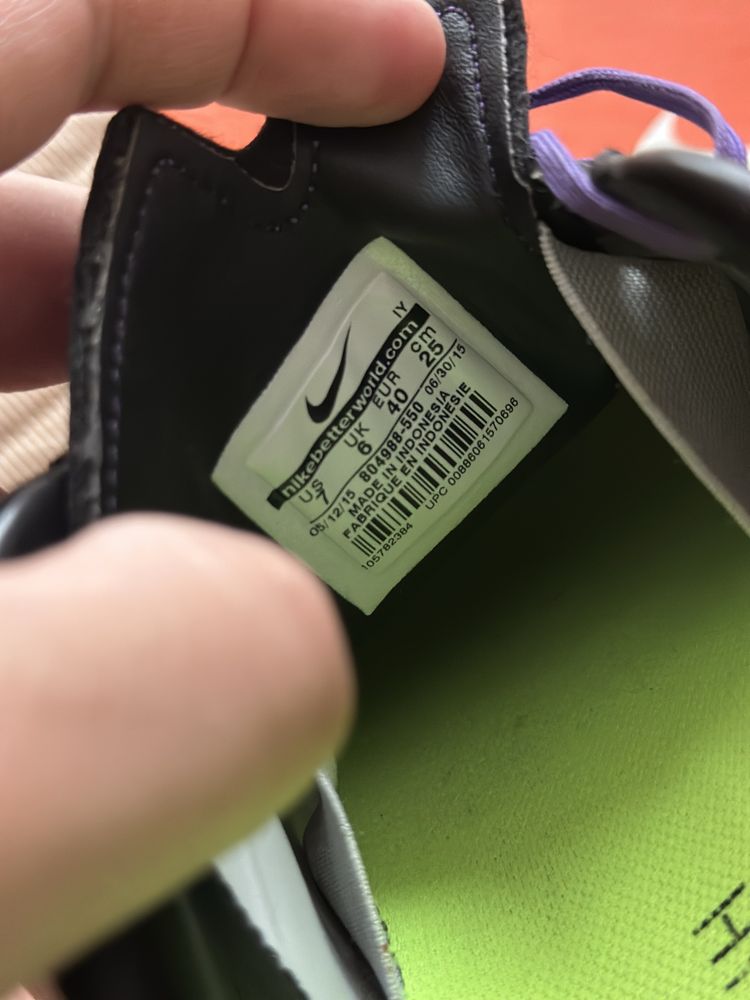 IY
nikebetterworld.com
US UK EUR cm
7 6 40 25
05/12/15 804988-550 06/30/15
MADE IN INDONESIA
FABRIQUE EN INDONESIE
105782384 UPC 00886061570696